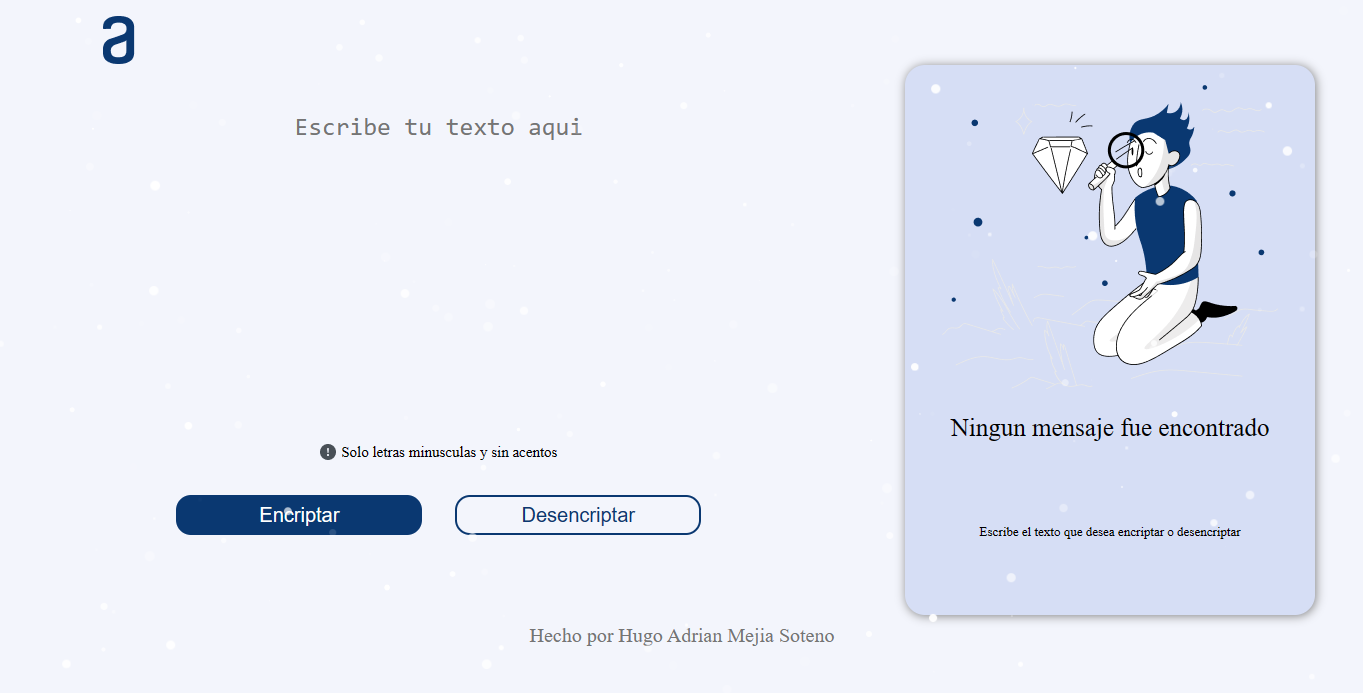 a
Escribe tu texto aqui
Solo letras minusculas y sin acentos
Encriptar
Desencriptar
Ningun mensaje fue encontrado
Escribe el texto que desea encriptar o desencriptar
Hecho por Hugo Adrian Mejia Soteno